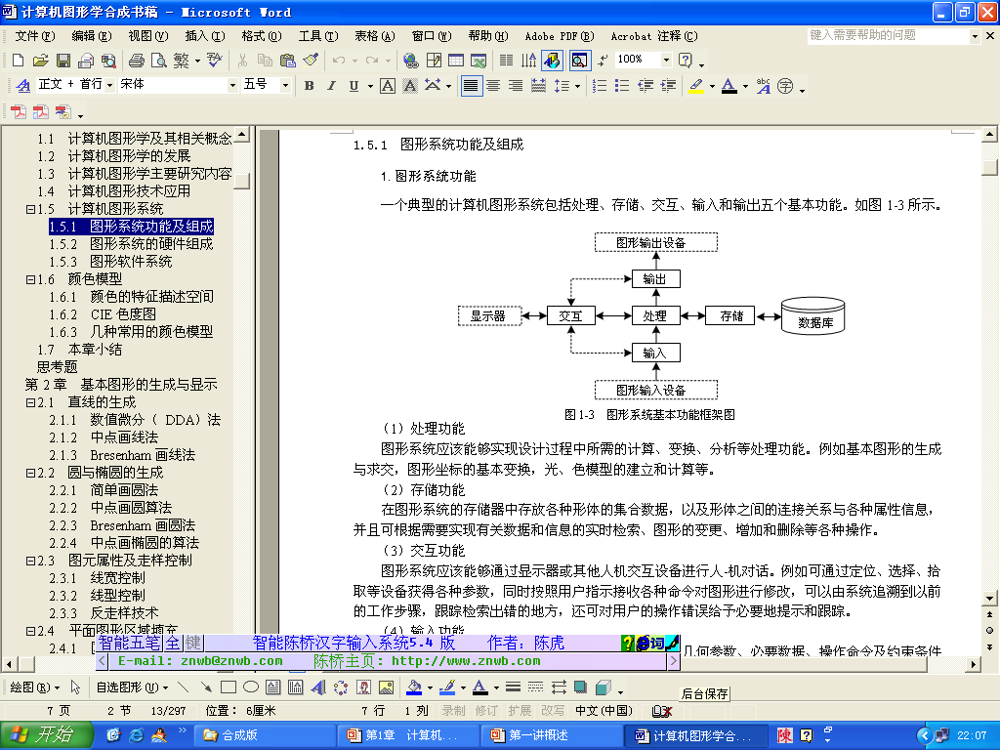 计算机图形学合成书稿 - Microsoft Word
文件(F) 编辑(E) 视图(V) 插入(I) 格式(O) 工具(T) 表格(A) 窗口(W) 帮助(H) Adobe PDF(B) Acrobat 注释(C) 键入需要帮助的问题
100%
正文 + 首行 宋体 五号 B I U A A
1.1 计算机图形学及其相关概念
1.2 计算机图形学的发展
1.3 计算机图形学主要研究内容
1.4 计算机图形技术应用
1.5 计算机图形系统
1.5.1 图形系统功能及组成
1.5.2 图形系统的硬件组成
1.5.3 图形软件系统
1.6 颜色模型
1.6.1 颜色的特征描述空间
1.6.2 CIE 色度图
1.6.3 几种常用的颜色模型
1.7 本章小结
思考题
第 2 章 基本图形的生成与显示
2.1 直线的生成
2.1.1 数值微分（ DDA）法
2.1.2 中点画线法
2.1.3 Bresenham 画线法
2.2 圆与椭圆的生成
2.2.1 简单画圆法
2.2.2 中点画圆算法
2.2.3 Bresenham 画圆法
2.2.4 中点画椭圆的算法
2.3 图元属性及走样控制
2.3.1 线宽控制
2.3.2 线型控制
2.3.3 反走样技术
2.4 平面图形区域填充
2.4.1
1.5.1 图形系统功能及组成
1. 图形系统功能
一个典型的计算机图形系统包括处理、存储、交互、输入和输出五个基本功能。如图 1-3 所示。
图形输出设备
输出
显示器 交互 处理 存储 数据库
输入
图形输入设备
图 1-3 图形系统基本功能框架图
（1）处理功能
图形系统应该能够实现设计过程中所需的计算、变换、分析等处理功能。例如基本图形的生成
与求交，图形坐标的基本变换，光、色模型的建立和计算等。
（2）存储功能
在图形系统的存储器中存放各种形体的集合数据，以及形体之间的连接关系与各种属性信息，
并且可根据需要实现有关数据和信息的实时检索、图形的变更、增加和删除等各种操作。
（3）交互功能
图形系统应该能够通过显示器或其他人机交互设备进行人-机对话。例如可通过定位、选择、拾
取等设备获得各种参数，同时按照用户指示接收各种命令对图形进行修改，可以由系统追溯到以前
的工作步骤，跟踪检索出错的地方，还可对用户的操作错误给予必要地提示和跟踪。
（4）输入功能
几何参数、必要数据、操作命令及约束条件
智能五笔 全 键 智能陈桥汉字输入系统5.4 版 作者：陈虎 ? 词
E-mail: znwb@znwb.com 陈桥主页: http://www.znwb.com
绘图(R) 自选图形(U) A
后台保存
7 页 2 节 13/297 位置: 6厘米 7 行 1 列 录制 修订 扩展 改写 中文(中国)
开始 合成版 第1章 计算机... 第一讲概述 计算机图形学合... 陳 ? 22:07